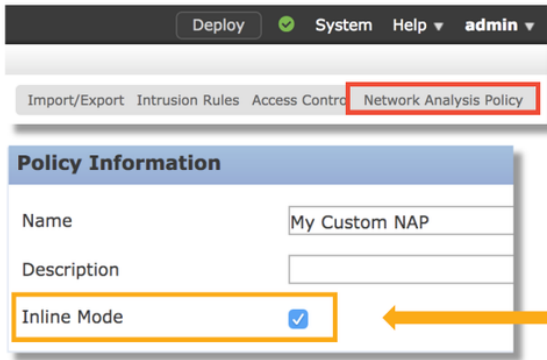 Deploy System Help admin
Import/Export Intrusion Rules Access Contro Network Analysis Policy
Policy Information
Name My Custom NAP
Description
Inline Mode